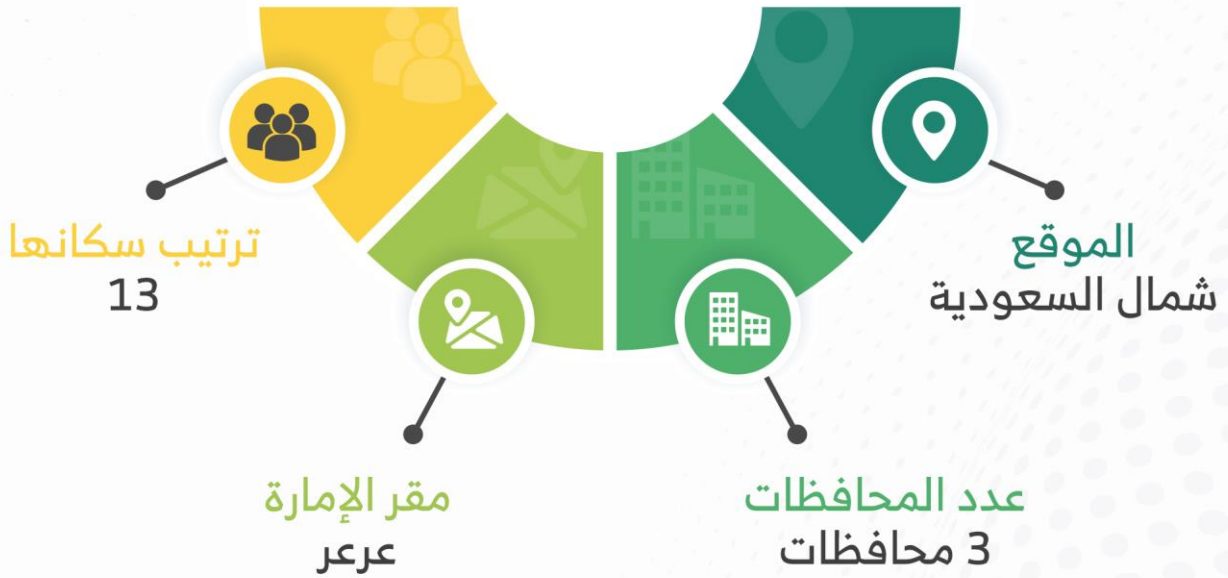 الموقع
شمال السعودية
عدد المحافظات
3 محافظات
مقر الإمارة
عرعر
ترتيب سكانها
13